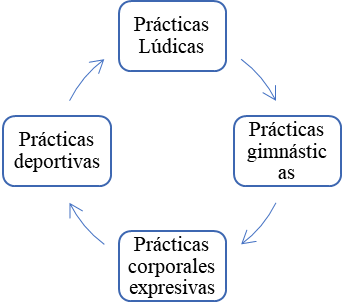 Prácticas
Lúdicas
Prácticas
gimnástic
as
Prácticas
corporales
expresivas
Prácticas
deportivas